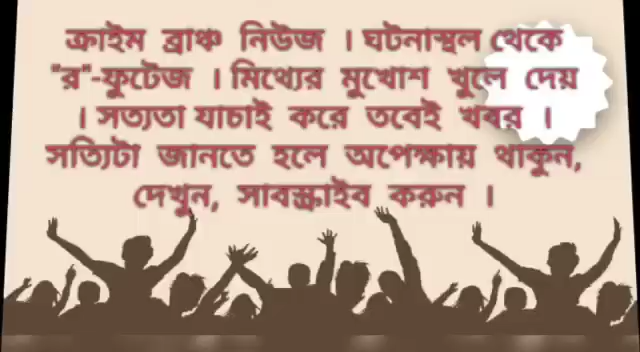 ক্রাইম ব্রাঞ্চ নিউজ । ঘটনাস্থল থেকে
"র"-ফুটেজ । মিথ্যের মুখোশ খুলে দেয়
। সত্যতা যাচাই করে তবেই খবর ।
সত্যিটা জানতে হলে অপেক্ষায় থাকুন,
দেখুন, সাবস্ক্রাইব করুন ।